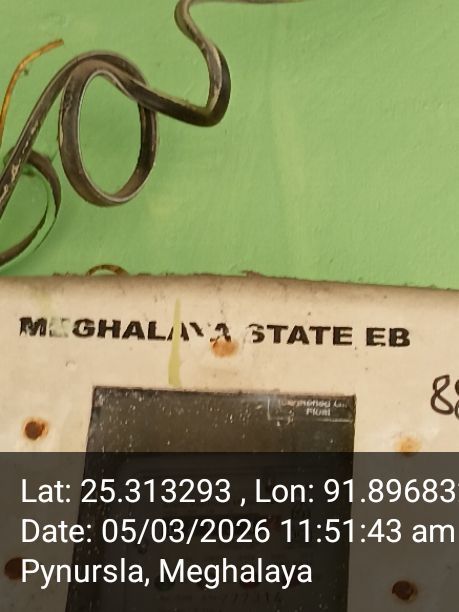 MEGHALAYA STATE EB
88
Lat: 25.313293 , Lon: 91.89683
Date: 05/03/2026 11:51:43 am
Pynursla, Meghalaya